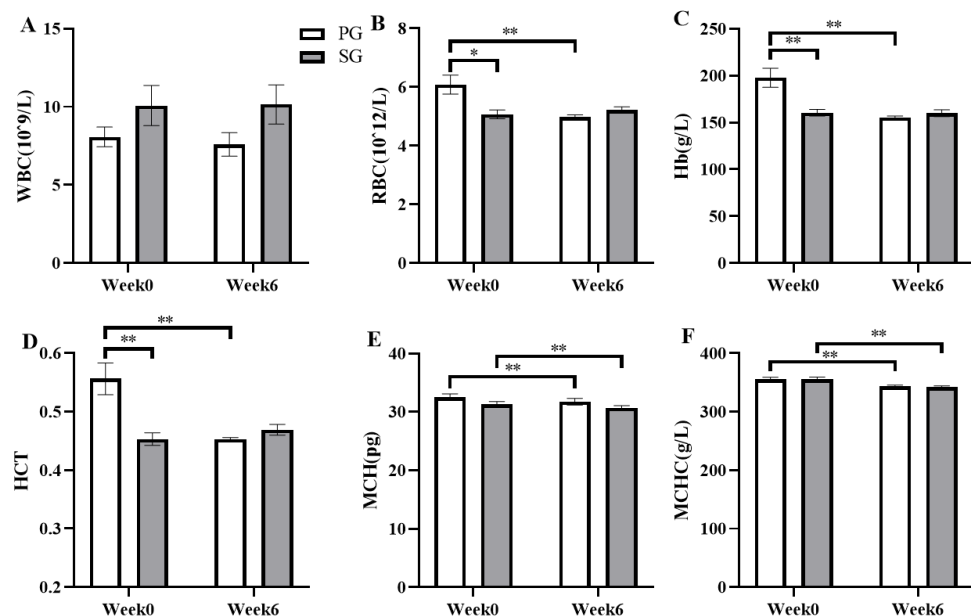 A
WBC(10^9/L)
15
10
5
0
Week0
Week6
PG
SG
B
RBC(10^12/L)
8
6
4
2
0
**
*
Week0
Week6
C
Hb(g/L)
250
200
150
100
50
0
**
**
Week0
Week6
D
HCT
0.6
0.5
0.4
0.3
0.2
**
**
Week0
Week6
E
MCH(pg)
40
30
20
10
0
**
**
Week0
Week6
F
MCHC(g/L)
400
300
200
100
0
**
**
Week0
Week6